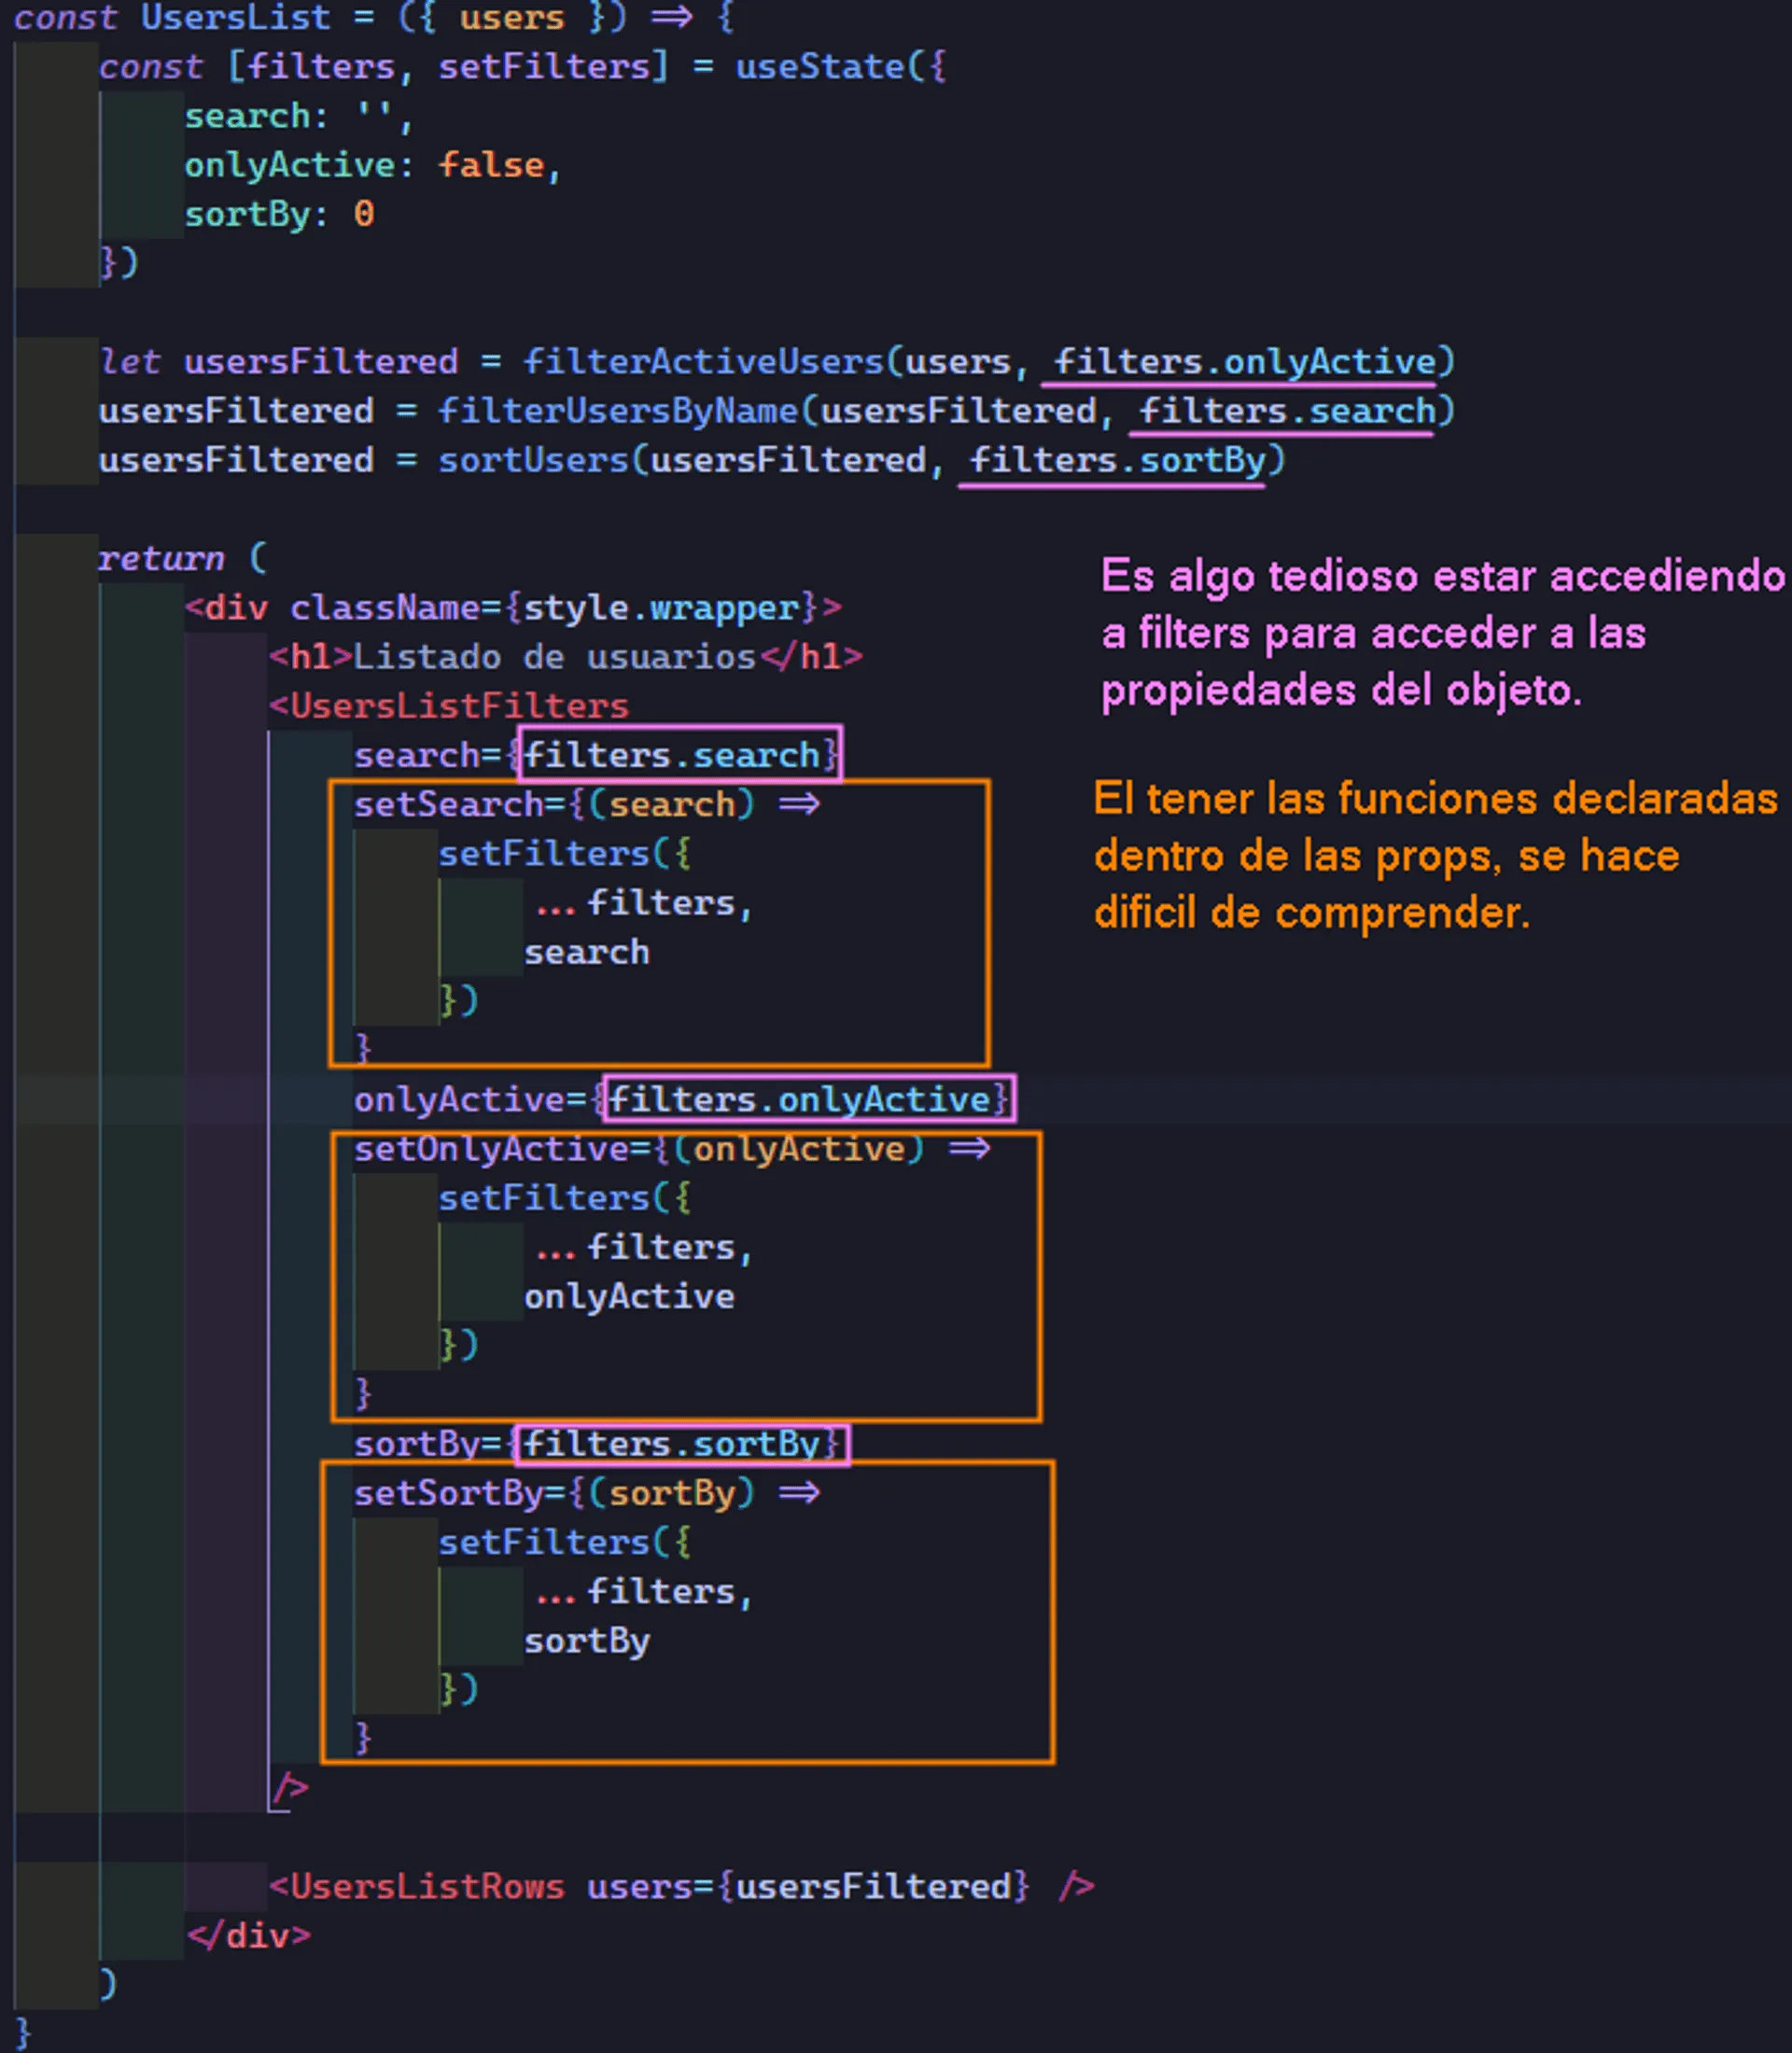 const UsersList = ({ users }) => {
const [filters, setFilters] = useState({
search: '',
onlyActive: false,
sortBy: 0
})
let usersFiltered = filterActiveUsers(users, filters.onlyActive)
usersFiltered = filterUsersByName(usersFiltered, filters.search)
usersFiltered = sortUsers(usersFiltered, filters.sortBy)
return (
<div className={style.wrapper}>
<h1>Listado de usuarios</h1>
<UsersListFilters
search={filters.search}
setSearch={(search) =>
setFilters({
...filters,
search
})
}
onlyActive={filters.onlyActive}
setOnlyActive={(onlyActive) =>
setFilters({
...filters,
onlyActive
})
}
sortBy={filters.sortBy}
setSortBy={(sortBy) =>
setFilters({
...filters,
sortBy
})
}
/>
<UsersListRows users={usersFiltered} />
</div>
)
}
Es algo tedioso estar accediendo
a filters para acceder a las
propiedades del objeto.
El tener las funciones declaradas
dentro de las props, se hace
dificil de comprender.